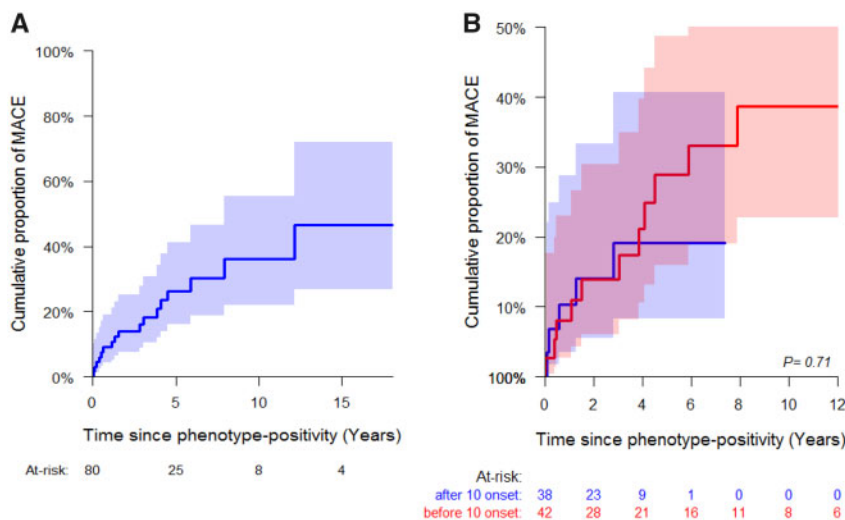 A
100%
80%
60%
40%
20%
0%
Cumulative proportion of MACE
0 5 10 15
Time since phenotype-positivity (Years)
At-risk: 80 25 8 4
B
50%
40%
30%
20%
10%
100%
Cumulative proportion of MACE
P= 0.71
0 2 4 6 8 10 12
Time since phenotype-positivity (Years)
At-risk:
after 10 onset: 38 23 9 1 0 0 0
before 10 onset: 42 28 21 16 11 8 6